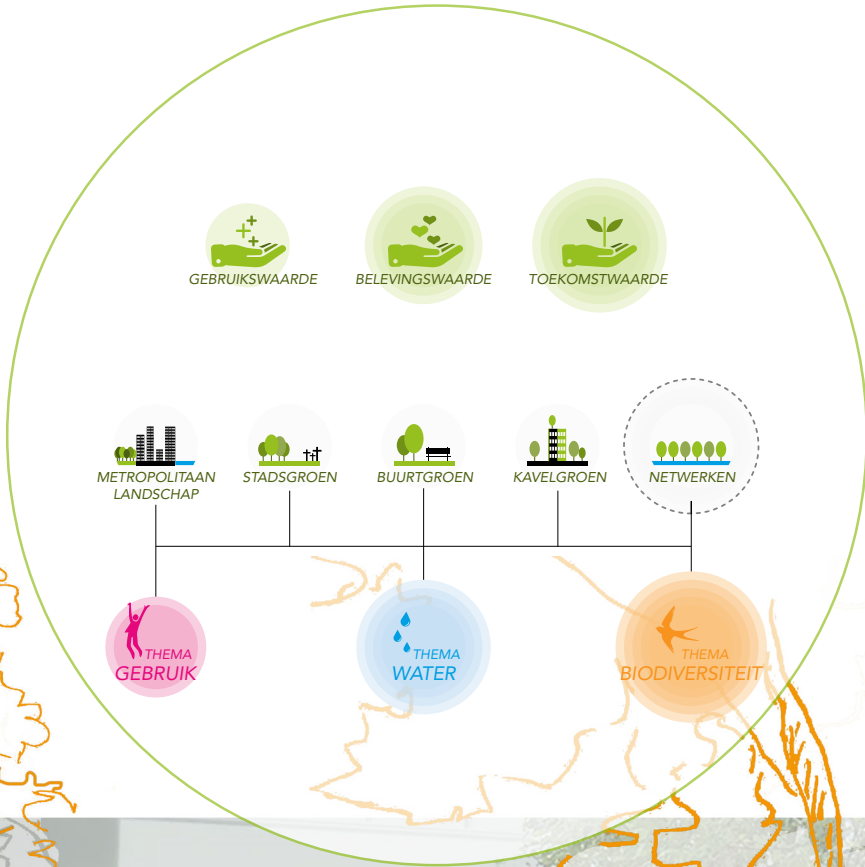 GEBRUIKSWAARDE
BELEVINGSWAARDE
TOEKOMSTWAARDE
METROPOLITAAN
LANDSCHAP
STADSGROEN
BUURTGROEN
KAVELGROEN
NETWERKEN
THEMA
GEBRUIK
THEMA
WATER
THEMA
BIODIVERSITEIT